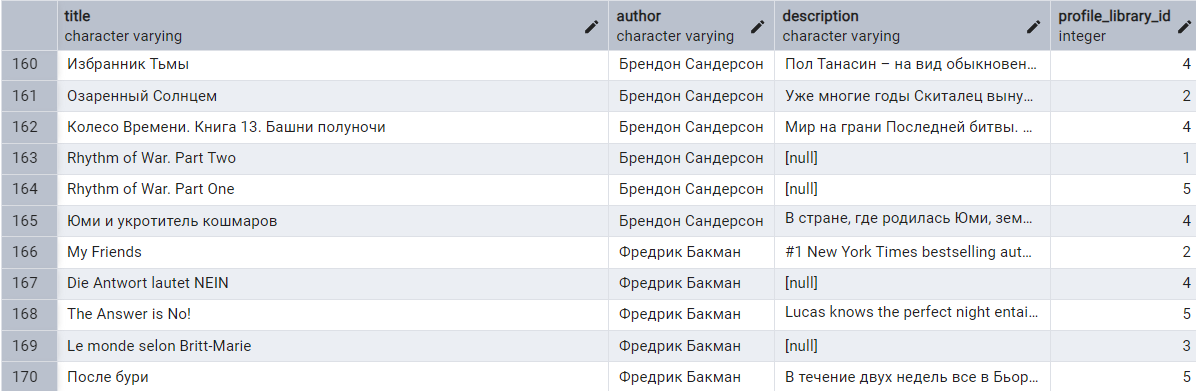 title author description profile_library_id
character varying character varying character varying integer
160 Избранник Тьмы Брендон Сандерсон Пол Танасин – на вид обыкновен... 4
161 Озаренный Солнцем Брендон Сандерсон Уже многие годы Скиталец выну... 2
162 Колесо Времени. Книга 13. Башни полуночи Брендон Сандерсон Мир на грани Последней битвы. ... 4
163 Rhythm of War. Part Two Брендон Сандерсон [null] 1
164 Rhythm of War. Part One Брендон Сандерсон [null] 5
165 Юми и укротитель кошмаров Брендон Сандерсон В стране, где родилась Юми, зем... 4
166 My Friends Фредрик Бакман #1 New York Times bestselling aut... 2
167 Die Antwort lautet NEIN Фредрик Бакман [null] 4
168 The Answer is No! Фредрик Бакман Lucas knows the perfect night entai... 5
169 Le monde selon Britt-Marie Фредрик Бакман [null] 3
170 После бури Фредрик Бакман В течение двух недель все в Бьор... 5